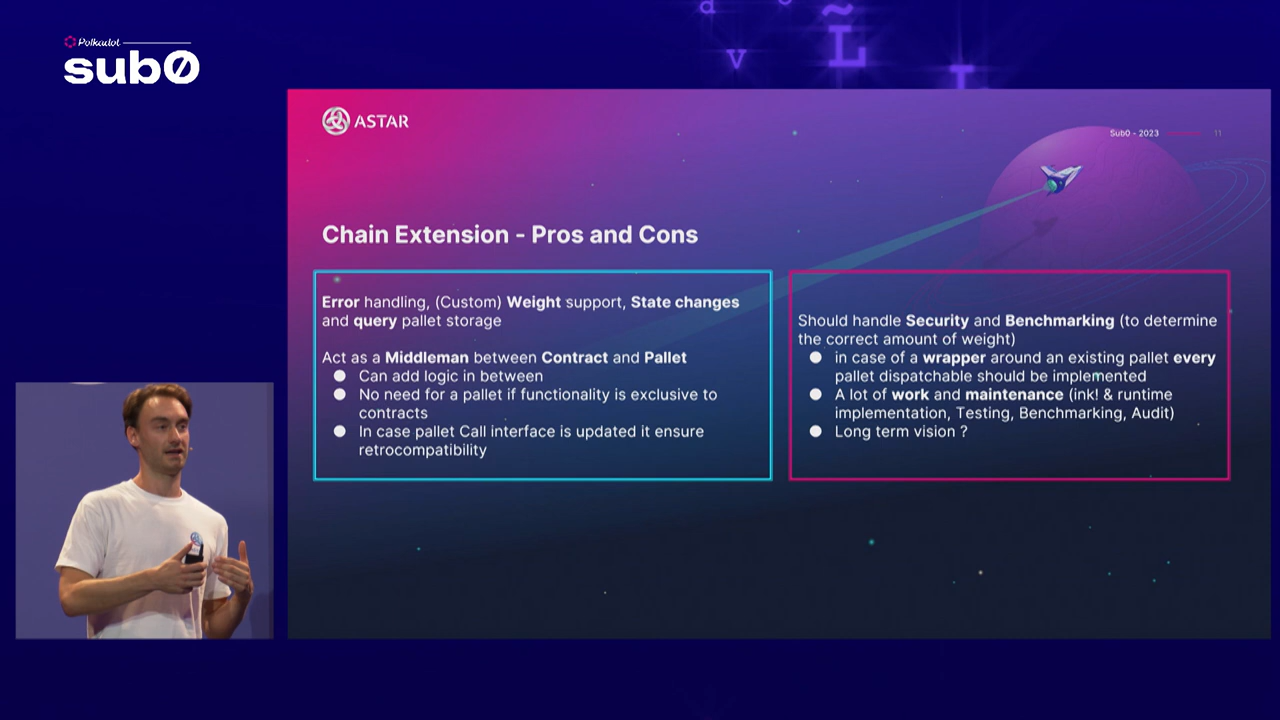 Polkadot
sub0
ASTAR
Sub0 - 2023
11
Chain Extension - Pros and Cons
Error handling, (Custom) Weight support, State changes
and query pallet storage
Act as a Middleman between Contract and Pallet
● Can add logic in between
● No need for a pallet if functionality is exclusive to
contracts
● In case pallet Call interface is updated it ensure
retrocompatibility
Should handle Security and Benchmarking (to determine
the correct amount of weight)
● in case of a wrapper around an existing pallet every
pallet dispatchable should be implemented
● A lot of work and maintenance (ink! & runtime
implementation, Testing, Benchmarking, Audit)
● Long term vision ?
d
v
L̃